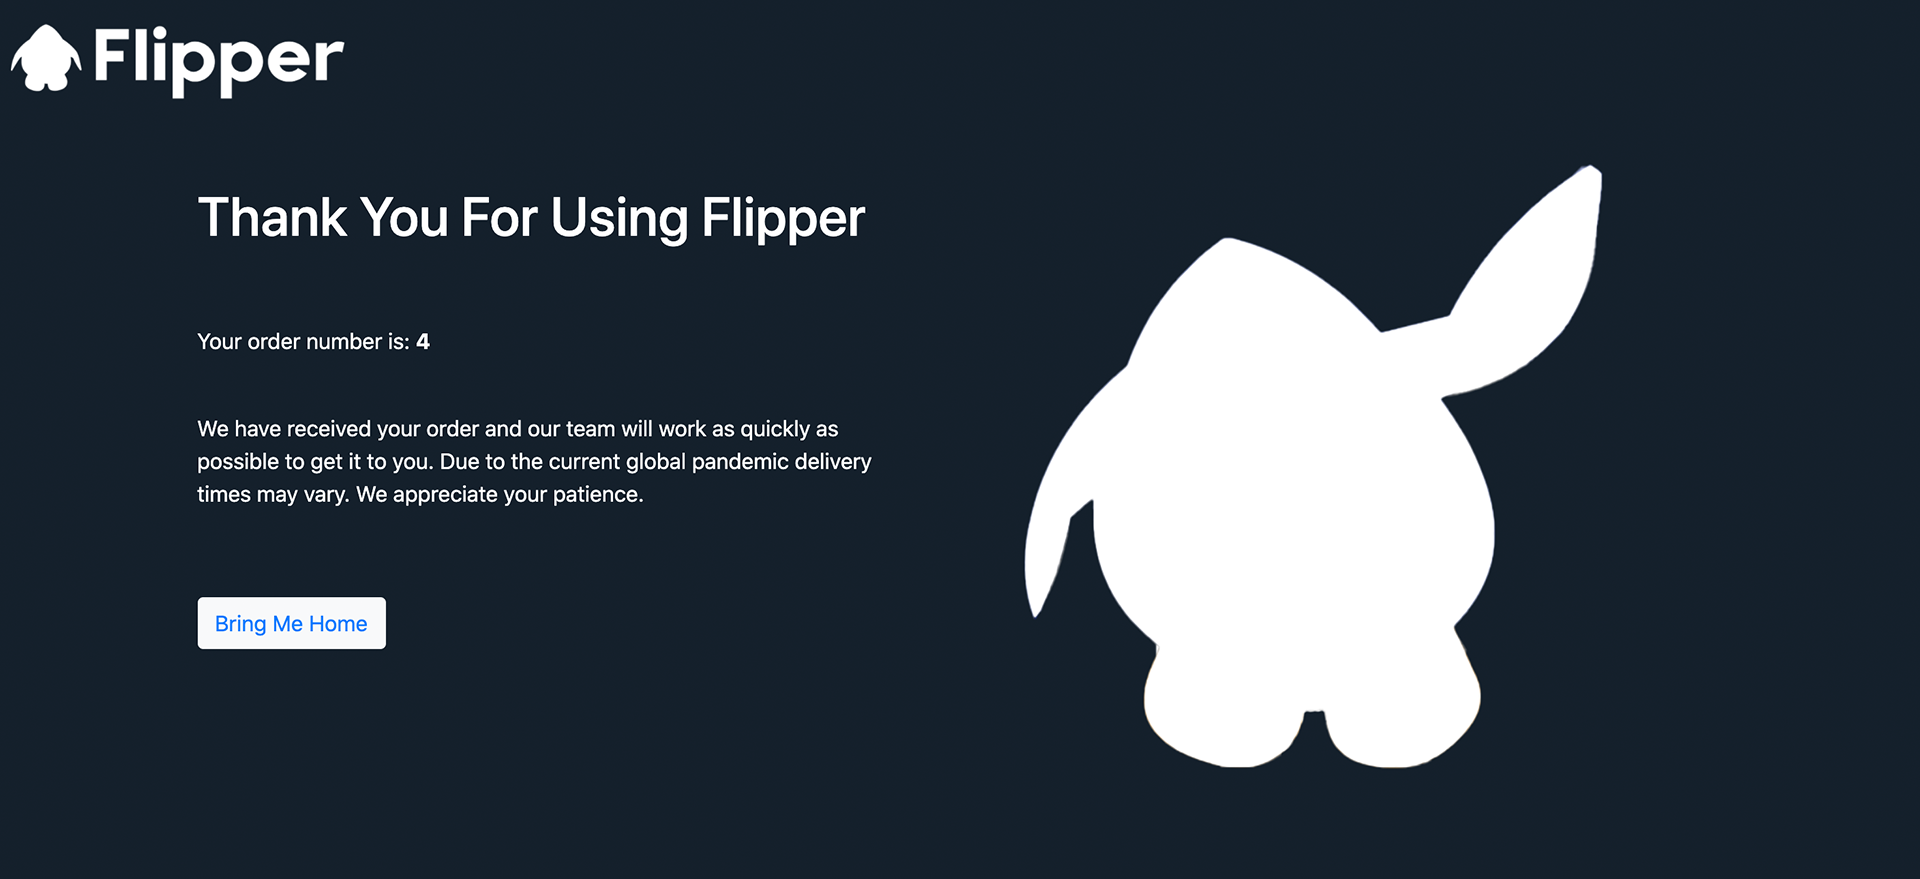 Flipper
Thank You For Using Flipper
Your order number is: 4
We have received your order and our team will work as quickly as
possible to get it to you. Due to the current global pandemic delivery
times may vary. We appreciate your patience.
Bring Me Home